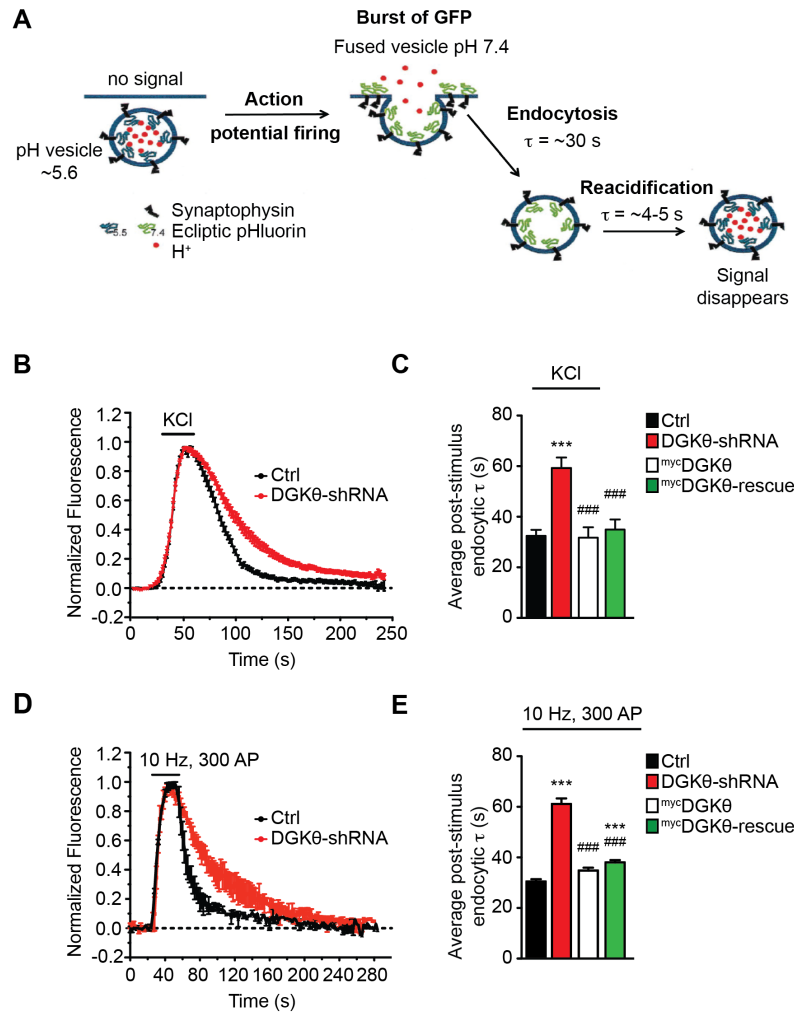 A
Burst of GFP
Fused vesicle pH 7.4
no signal
Action
potential firing
pH vesicle
~5.6
Endocytosis
τ = ~30 s
Reacidification
τ = ~4-5 s
Synaptophysin
5.5 7.4 Ecliptic pHluorin
H+
Signal
disappears
B
KCl
Normalized Fluorescence
1.2
1.0
0.8
0.6
0.4
0.2
0.0
-0.2
Ctrl
DGKθ-shRNA
0 50 100 150 200 250
Time (s)
C
KCl
Average post-stimulus
endocytic τ (s)
80
60
40
20
0
***
###
###
Ctrl
DGKθ-shRNA
mycDGKθ
mycDGKθ-rescue
D
10 Hz, 300 AP
Normalized Fluorescence
1.2
1.0
0.8
0.6
0.4
0.2
0.0
-0.2
Ctrl
DGKθ-shRNA
0 40 80 120 160 200 240 280
Time (s)
E
10 Hz, 300 AP
Average post-stimulus
endocytic τ (s)
80
60
40
20
0
***
###
***
###
Ctrl
DGKθ-shRNA
mycDGKθ
mycDGKθ-rescue